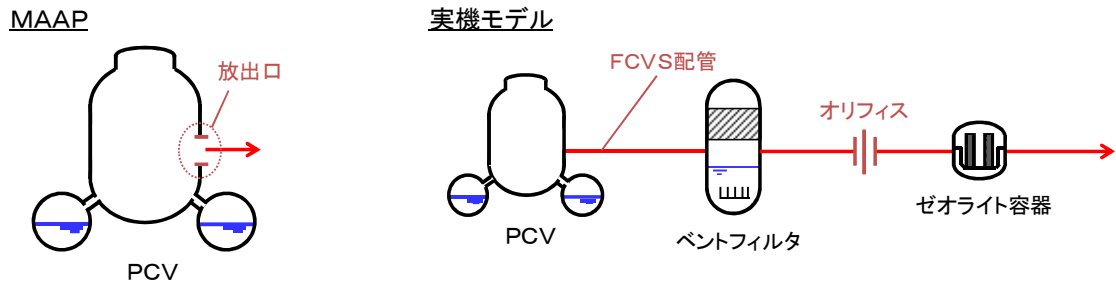 MAAP
放出口
PCV
実機モデル
FCVS配管
PCV
ベントフィルタ
オリフィス
ゼオライト容器